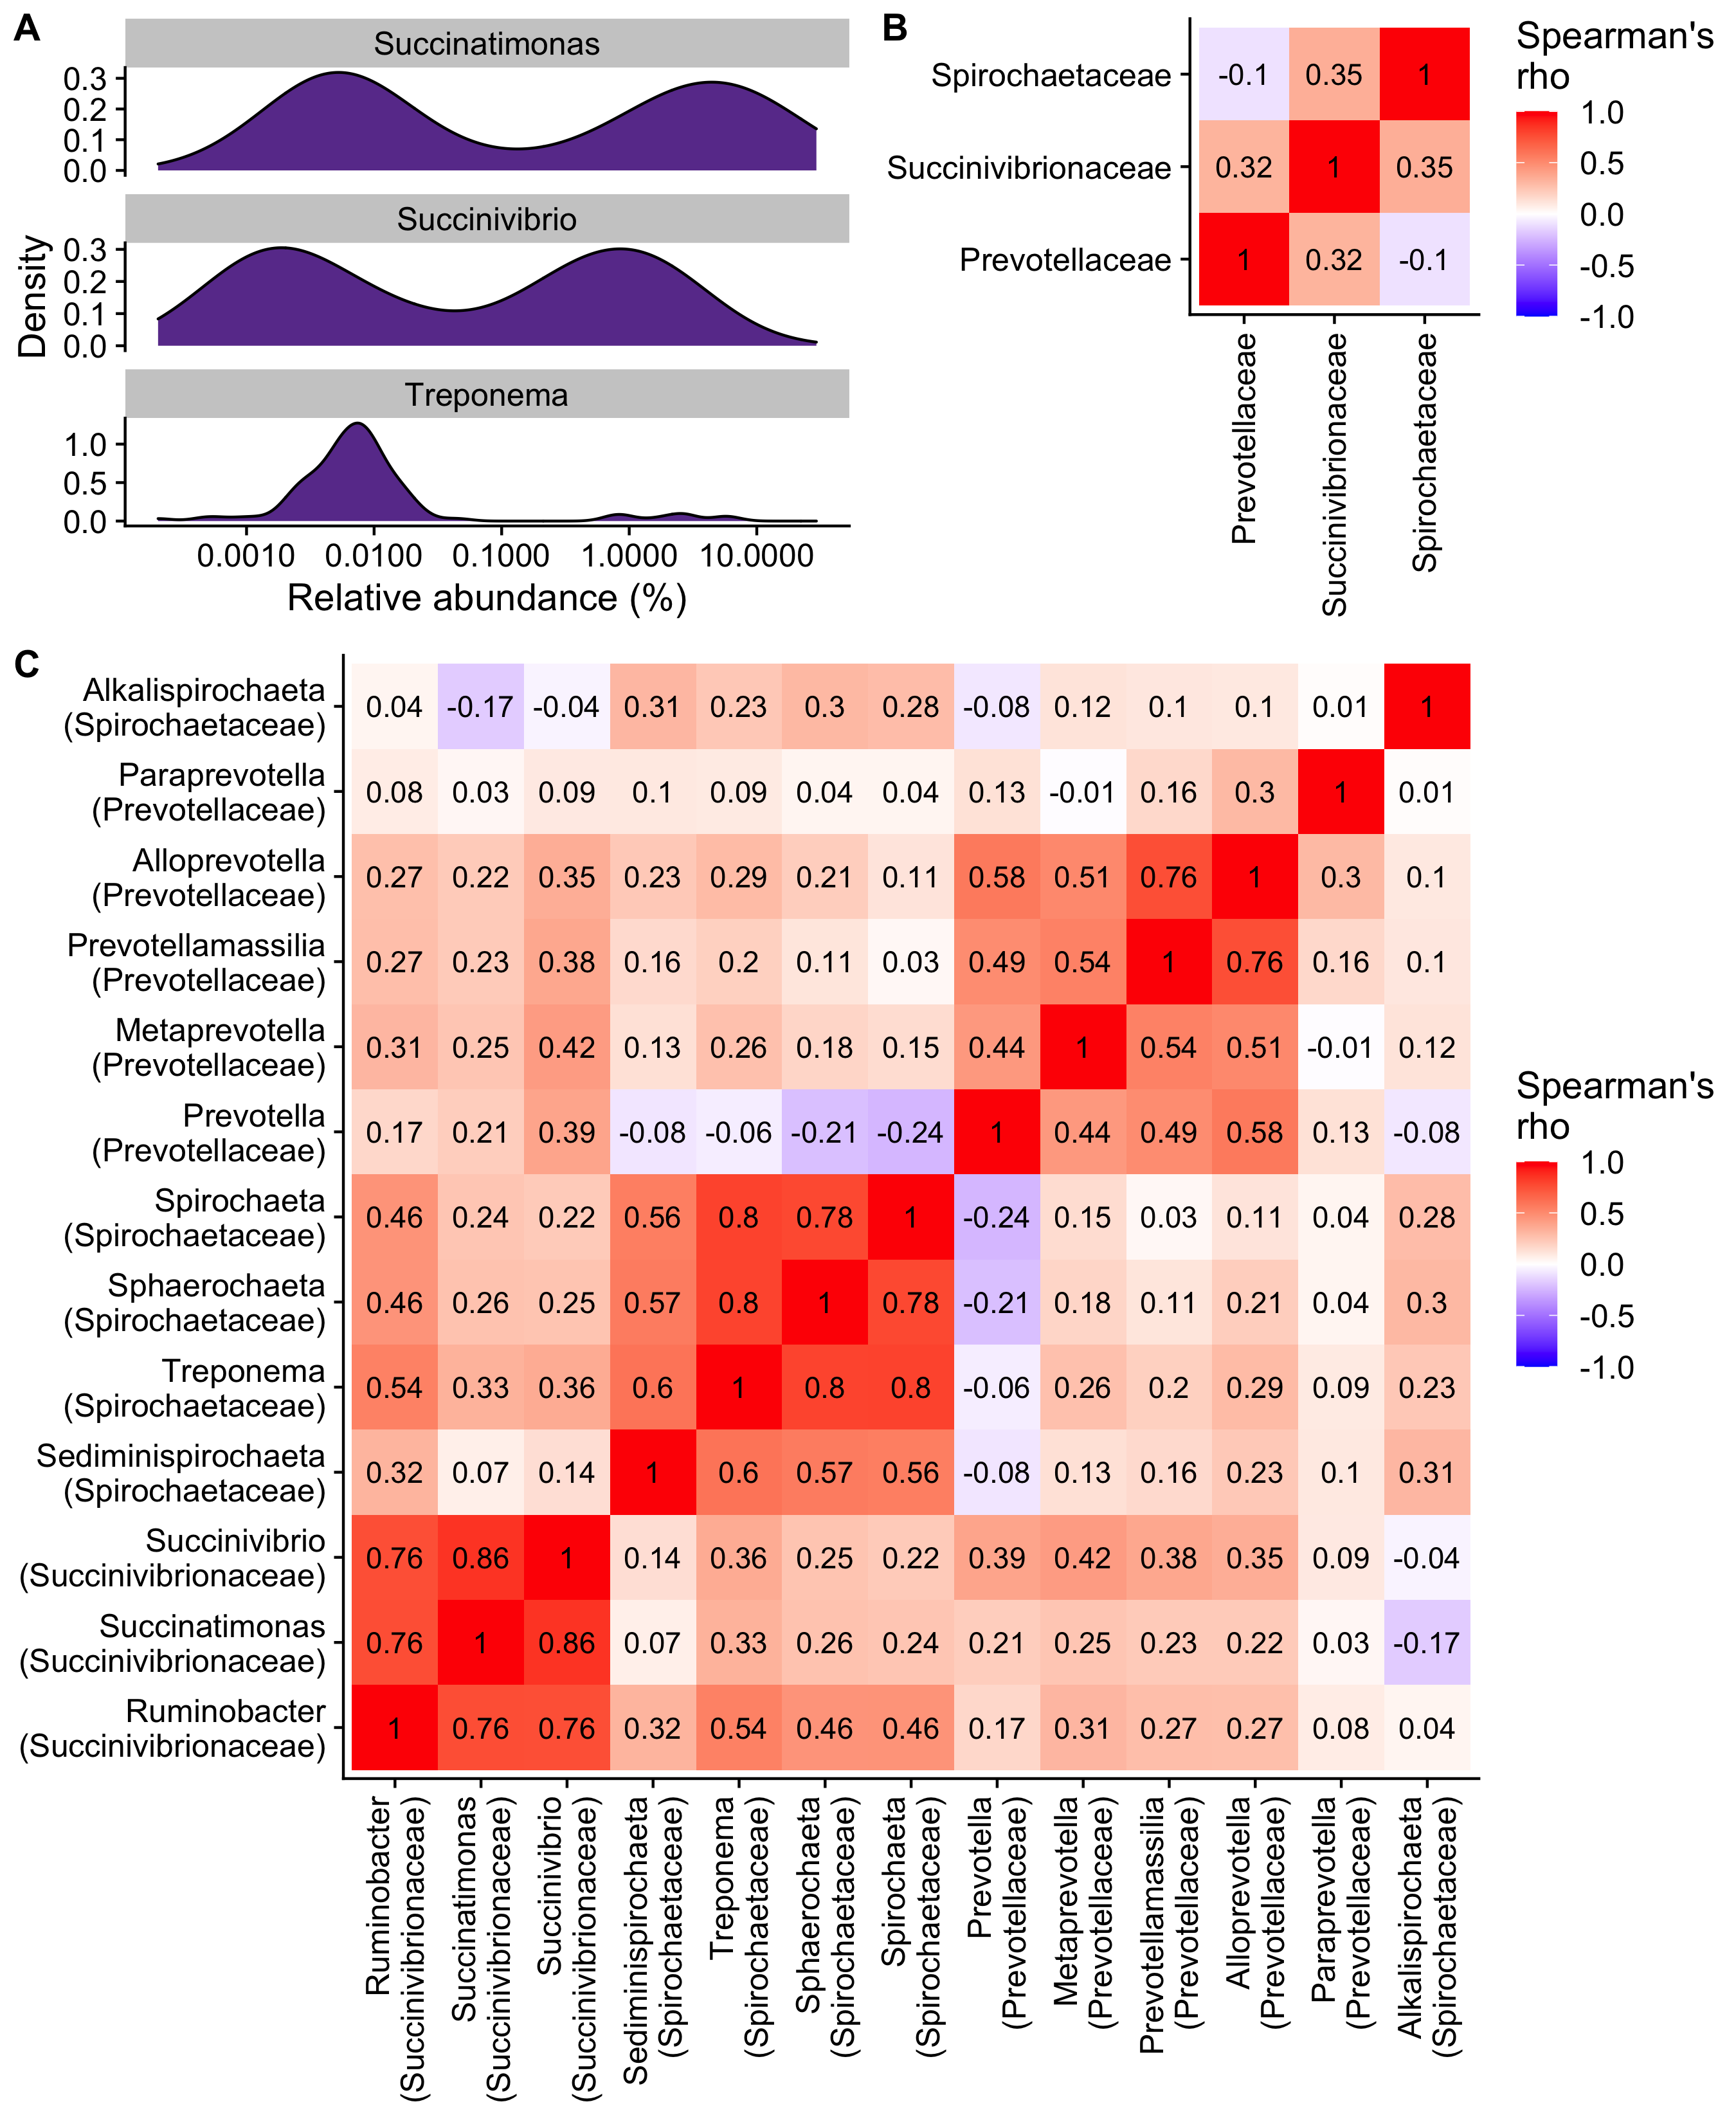 A
Succinatimonas
0.3
0.2
0.1
0.0
Succinivibrio
0.3
0.2
0.1
0.0
Treponema
1.0
0.5
0.0
Density
0.0010 0.0100 0.1000 1.0000 10.0000
Relative abundance (%)
B
Spirochaetaceae -0.1 0.35 1
Succinivibrionaceae 0.32 1 0.35
Prevotellaceae 1 0.32 -0.1
Prevotellaceae
Succinivibrionaceae
Spirochaetaceae
Spearman's
rho
1.0
0.5
0.0
-0.5
-1.0
C
Alkalispirochaeta
(Spirochaetaceae)
0.04 -0.17 -0.04 0.31 0.23 0.3 0.28 -0.08 0.12 0.1 0.1 0.01 1
Paraprevotella
(Prevotellaceae)
0.08 0.03 0.09 0.1 0.09 0.04 0.04 0.13 -0.01 0.16 0.3 1 0.01
Alloprevotella
(Prevotellaceae)
0.27 0.22 0.35 0.23 0.29 0.21 0.11 0.58 0.51 0.76 1 0.3 0.1
Prevotellamassilia
(Prevotellaceae)
0.27 0.23 0.38 0.16 0.2 0.11 0.03 0.49 0.54 1 0.76 0.16 0.1
Metaprevotella
(Prevotellaceae)
0.31 0.25 0.42 0.13 0.26 0.18 0.15 0.44 1 0.54 0.51 -0.01 0.12
Prevotella
(Prevotellaceae)
0.17 0.21 0.39 -0.08 -0.06 -0.21 -0.24 1 0.44 0.49 0.58 0.13 -0.08
Spirochaeta
(Spirochaetaceae)
0.46 0.24 0.22 0.56 0.8 0.78 1 -0.24 0.15 0.03 0.11 0.04 0.28
Sphaerochaeta
(Spirochaetaceae)
0.46 0.26 0.25 0.57 0.8 1 0.78 -0.21 0.18 0.11 0.21 0.04 0.3
Treponema
(Spirochaetaceae)
0.54 0.33 0.36 0.6 1 0.8 0.8 -0.06 0.26 0.2 0.29 0.09 0.23
Sediminispirochaeta
(Spirochaetaceae)
0.32 0.07 0.14 1 0.6 0.57 0.56 -0.08 0.13 0.16 0.23 0.1 0.31
Succinivibrio
(Succinivibrionaceae)
0.76 0.86 1 0.14 0.36 0.25 0.22 0.39 0.42 0.38 0.35 0.09 -0.04
Succinatimonas
(Succinivibrionaceae)
0.76 1 0.86 0.07 0.33 0.26 0.24 0.21 0.25 0.23 0.22 0.03 -0.17
Ruminobacter
(Succinivibrionaceae)
1 0.76 0.76 0.32 0.54 0.46 0.46 0.17 0.31 0.27 0.27 0.08 0.04
Ruminobacter
(Succinivibrionaceae)
Succinatimonas
(Succinivibrionaceae)
Succinivibrio
(Succinivibrionaceae)
Sediminispirochaeta
(Spirochaetaceae)
Treponema
(Spirochaetaceae)
Sphaerochaeta
(Spirochaetaceae)
Spirochaeta
(Spirochaetaceae)
Prevotella
(Prevotellaceae)
Metaprevotella
(Prevotellaceae)
Prevotellamassilia
(Prevotellaceae)
Alloprevotella
(Prevotellaceae)
Paraprevotella
(Prevotellaceae)
Alkalispirochaeta
(Spirochaetaceae)
Spearman's
rho
1.0
0.5
0.0
-0.5
-1.0